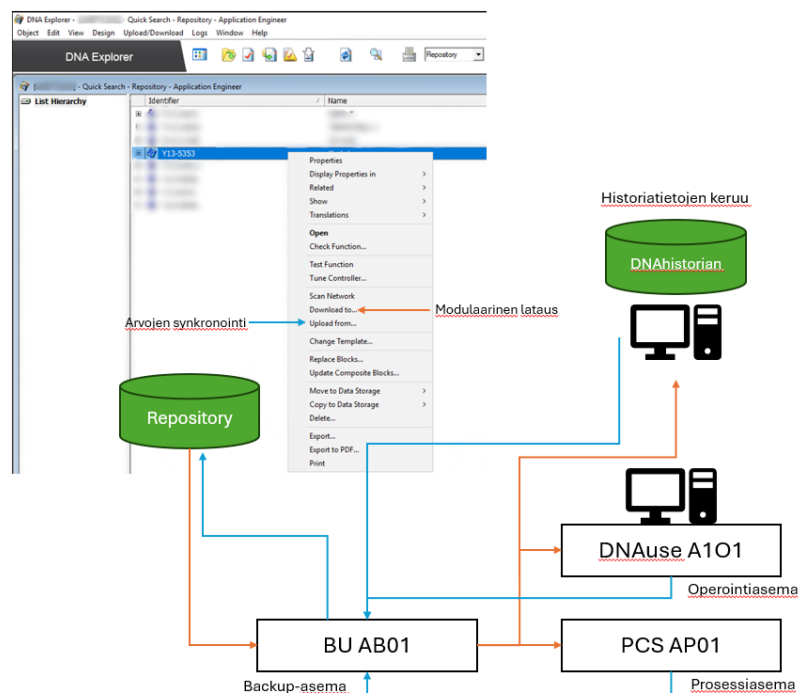 DNA Explorer - Quick Search - Repository - Application Engineer
Object Edit View Design Upload/Download Logs Window Help
DNA Explorer
Repository
- Quick Search - Repository - Application Engineer
List Hierarchy
Identifier
Name
Y13-5353
Properties
Display Properties in
Related
Show
Translations
Open
Check Function...
Test Function
Tune Controller...
Scan Network
Download to...
Upload from...
Change Template...
Replace Blocks...
Update Composite Blocks...
Move to Data Storage
Copy to Data Storage
Delete...
Export...
Export to PDF...
Print
Arvojen synkronointi
Modulaarinen lataus
Historiatietojen keruu
DNAhistorian
Repository
DNAuse A1O1
Operointiasema
BU AB01
Backup-asema
PCS AP01
Prosessiasema